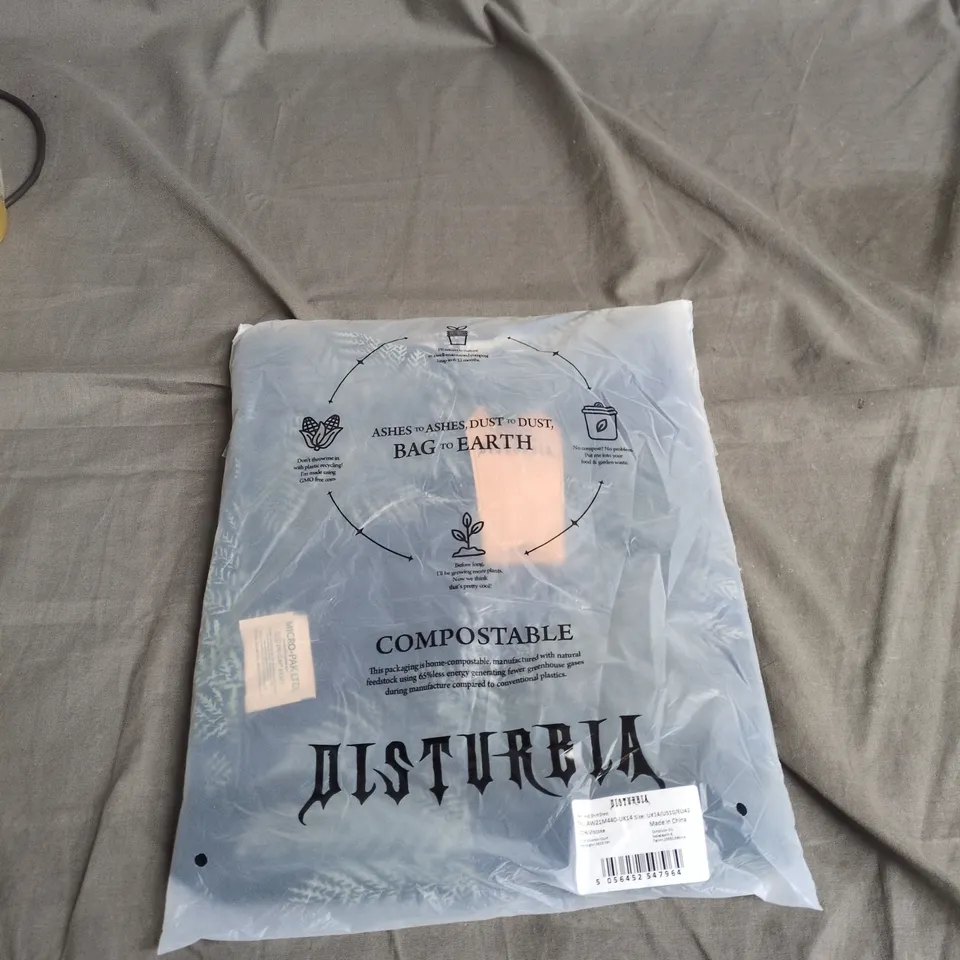 ASHES TO ASHES, DUST TO DUST,
BAG TO EARTH
Don't throw me in
with plastic recycling!
I'm made using
GMO free corn
No compost? No problem.
Put me into your
food & garden waste.
Before long,
I'll be growing more plants.
Now we think
that's pretty cool!
MICRO-PAK LTD.
COMPOSTABLE
This packaging is home-compostable, manufactured with natural
feedstock using 65%less energy generating fewer greenhouse gases
during manufacture compared to conventional plastics.
DISTURBIA
DISTURBIA
Made in China
5 056452 547964